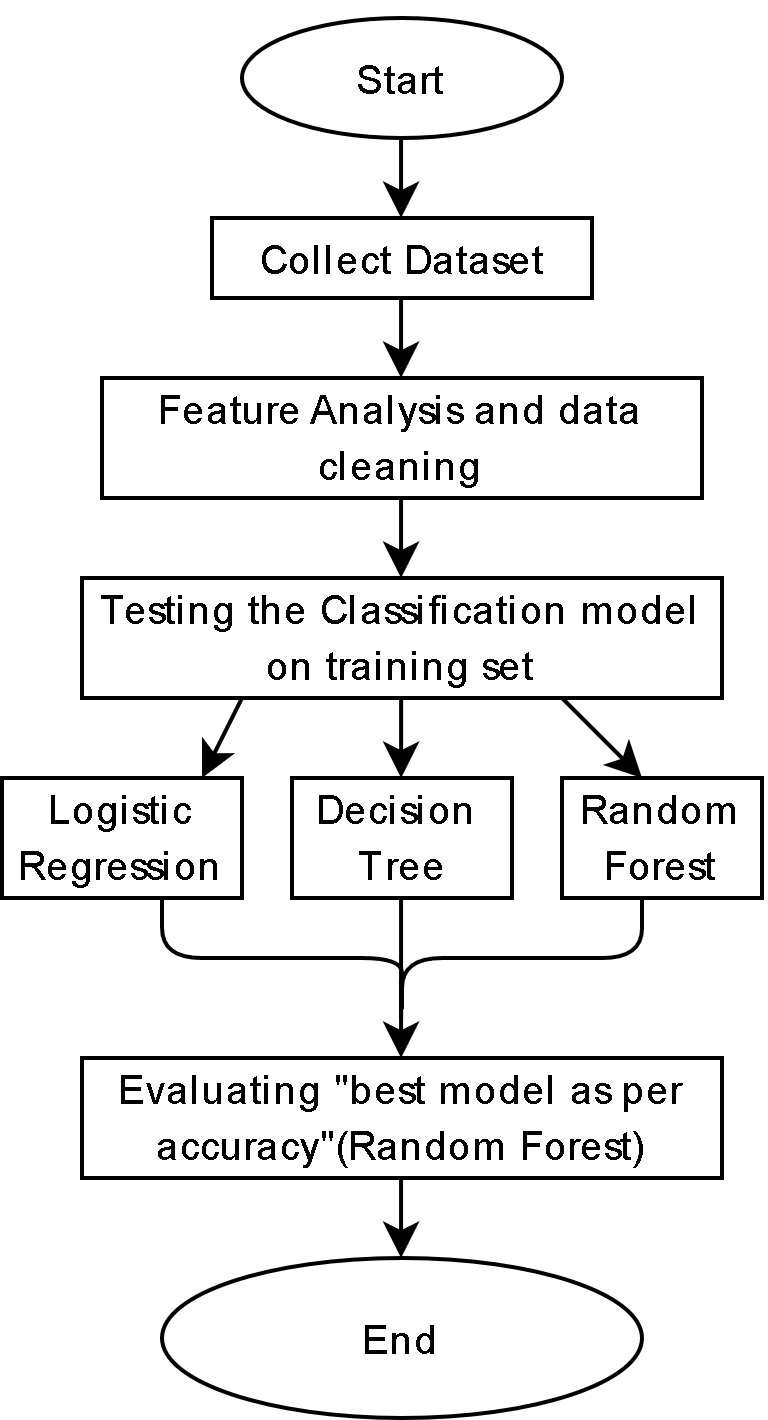 Start
Collect Dataset
Feature Analysis and data
cleaning
Testing the Classification model
on training set
Logistic
Regression
Decision
Tree
Random
Forest
Evaluating "best model as per
accuracy"(Random Forest)
End